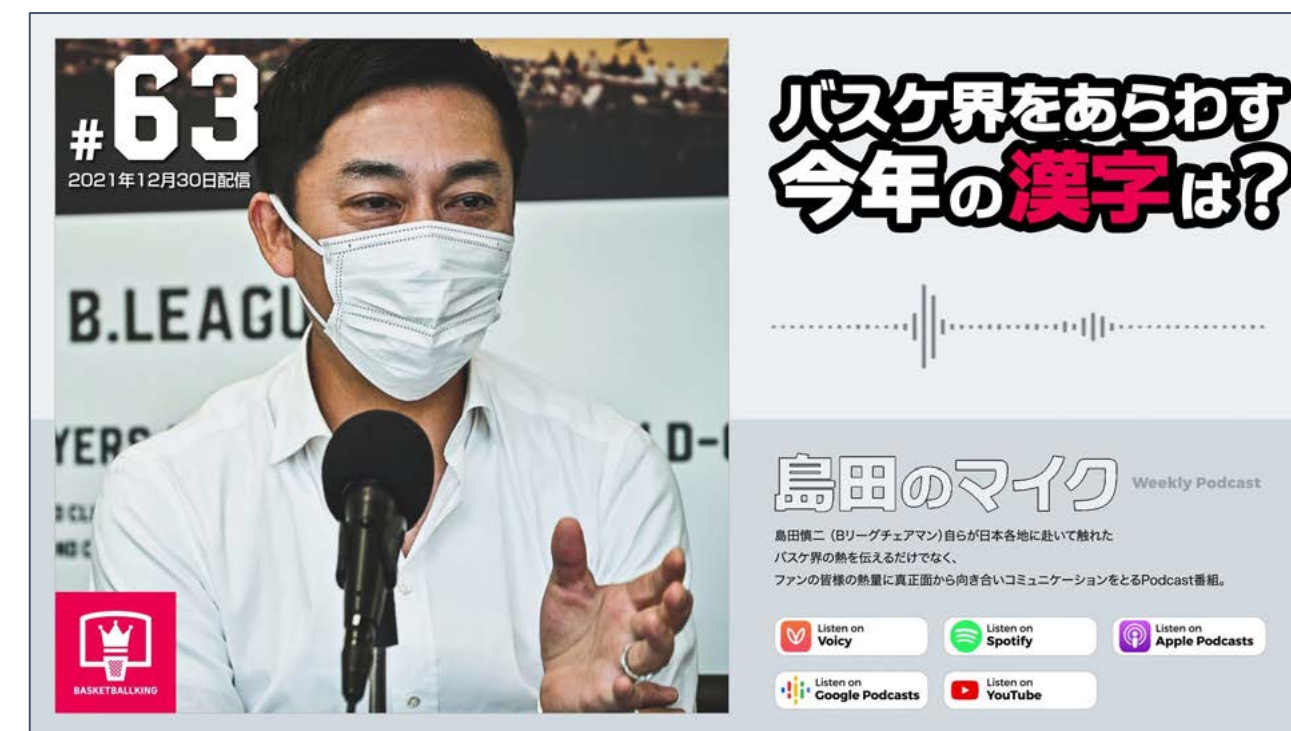 #63
2021年12月30日配信
バスケ界をあらわす
今年の漢字は?
B.LEAGU
YERS
D-
BASKETBALLKING
島田のマイク Weekly Podcast
島田慎二(Bリーグチェアマン)自らが日本各地に赴いて触れた
バスケ界の熱を伝えるだけでなく、
ファンの皆様の熱量に真正面から向き合いコミュニケーションをとるPodcast番組。
Listen on
Voicy
Listen on
Spotify
Listen on
Apple Podcasts
Listen on
Google Podcasts
Listen on
YouTube